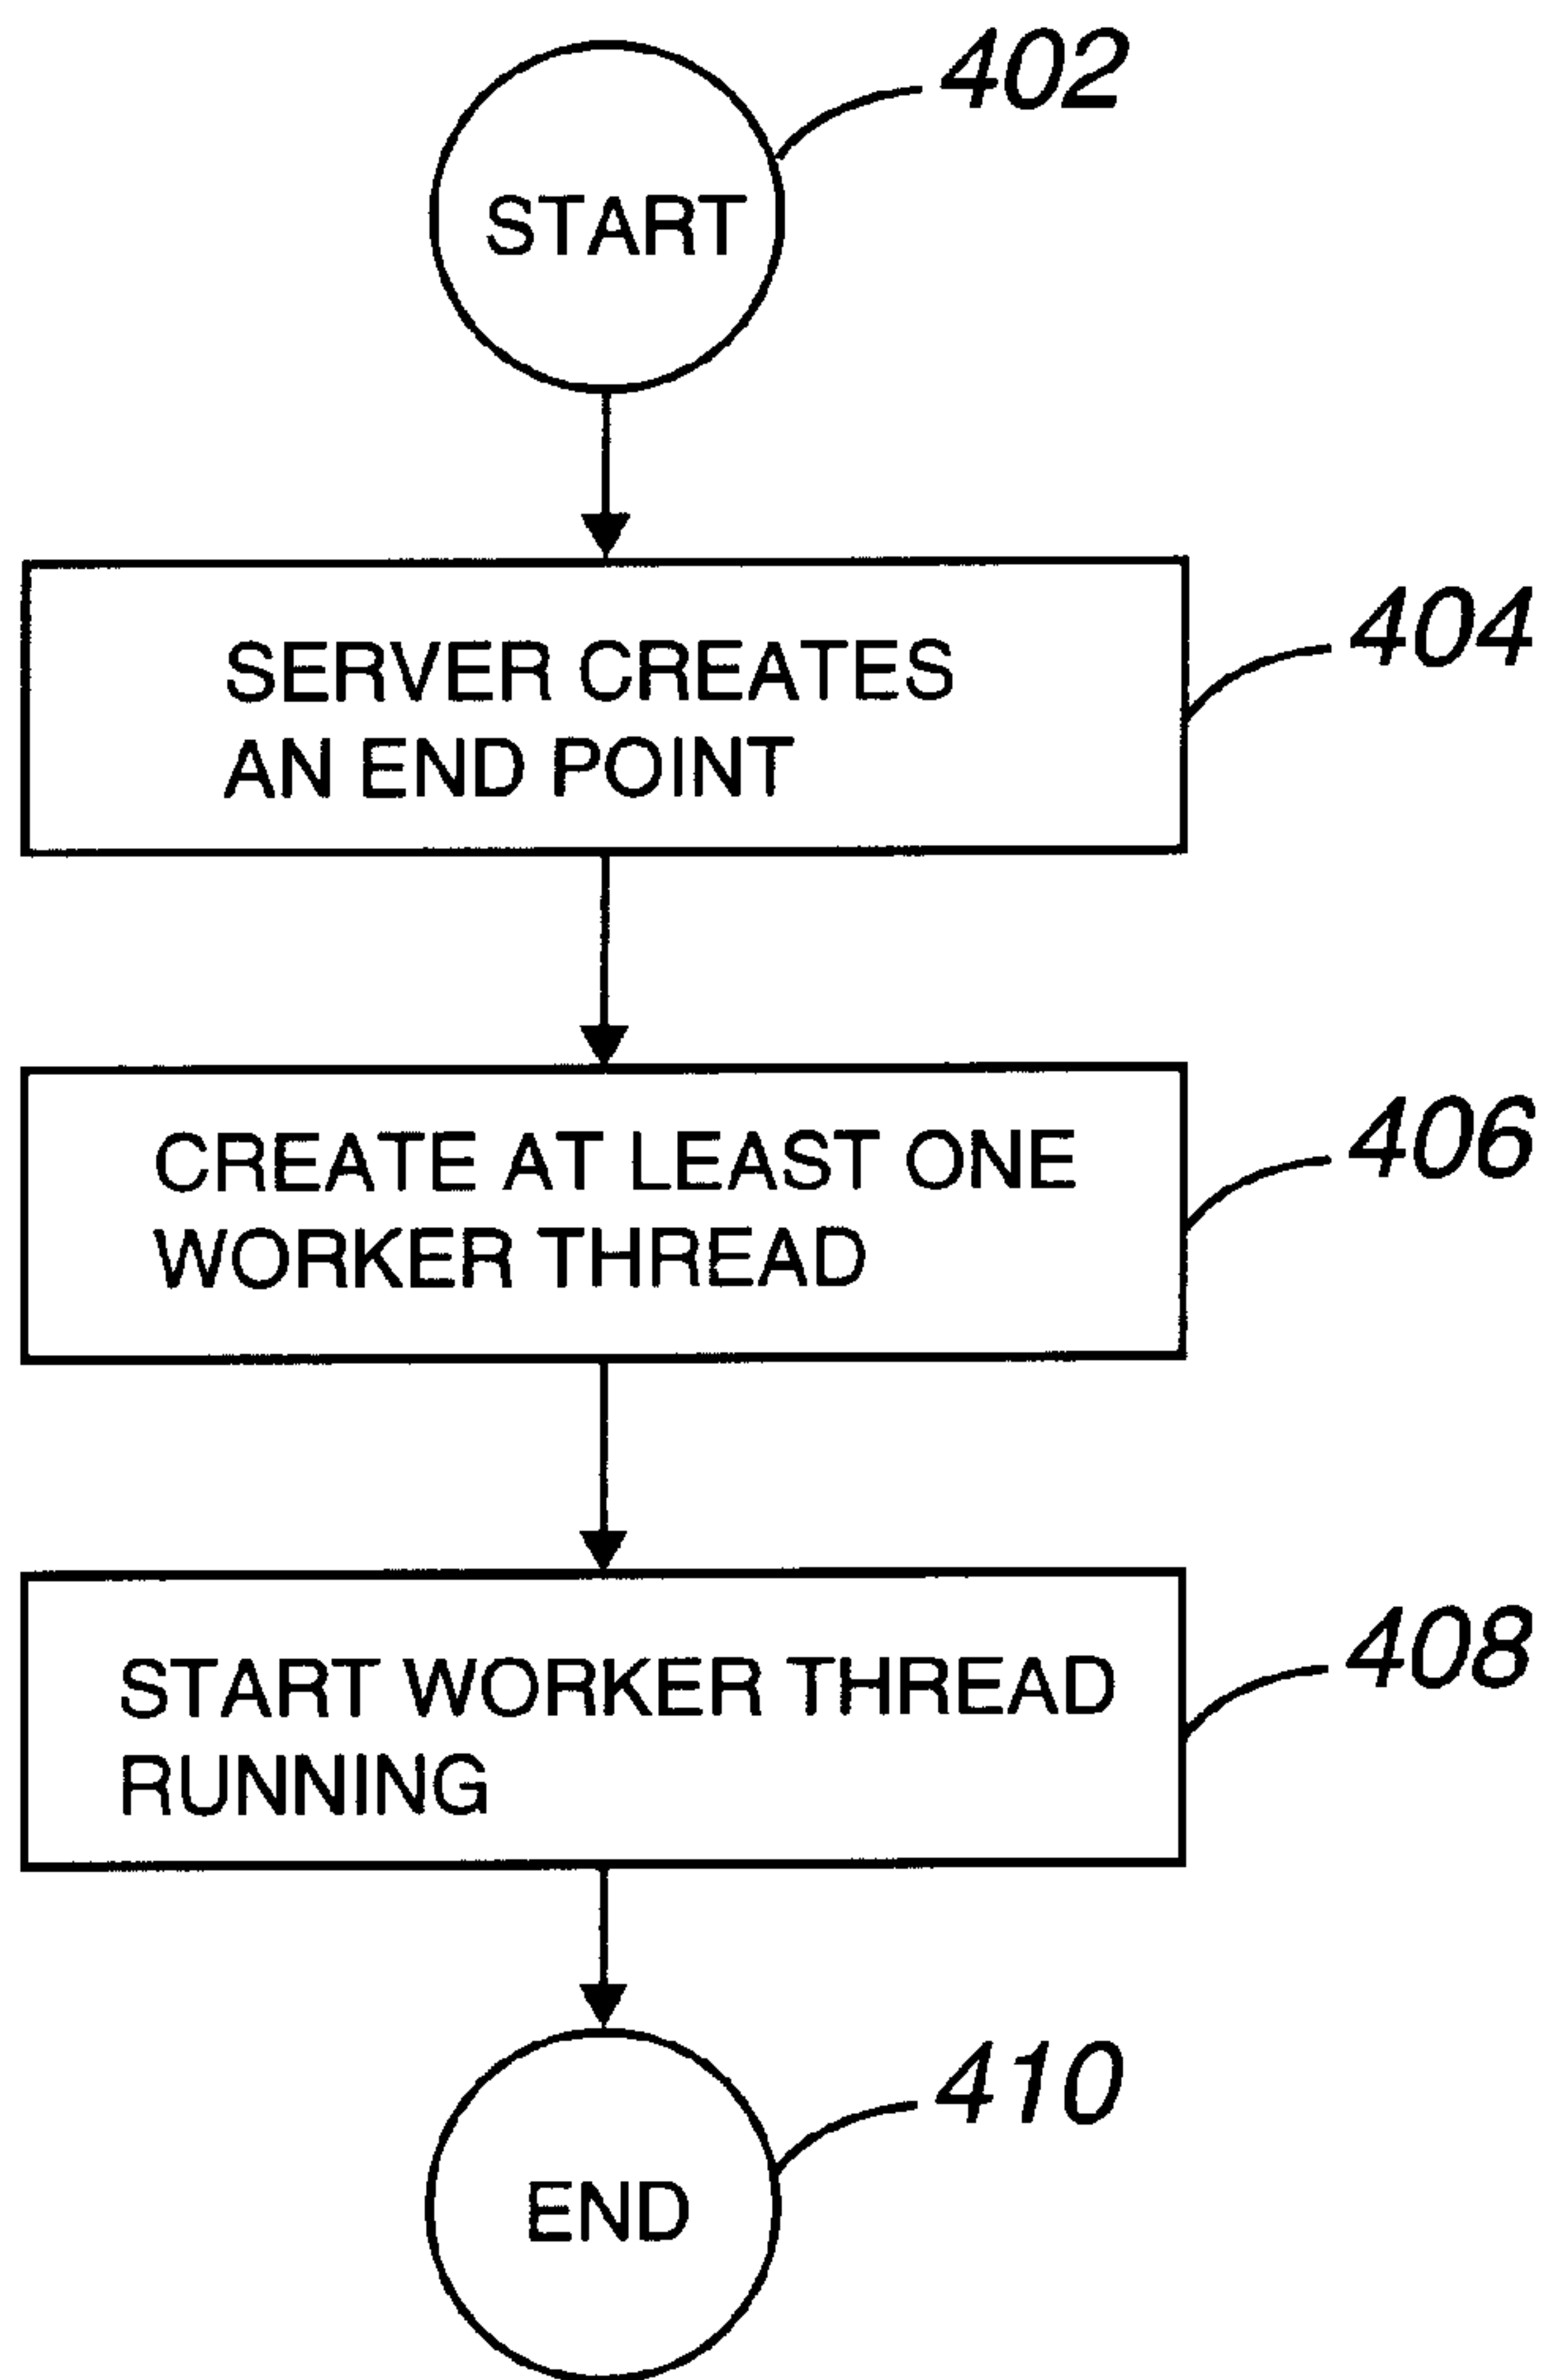 402
START
SERVER CREATES
AN END POINT
404
CREATE AT LEAST ONE
WORKER THREAD
406
START WORKER THREAD
RUNNING
408
410
END